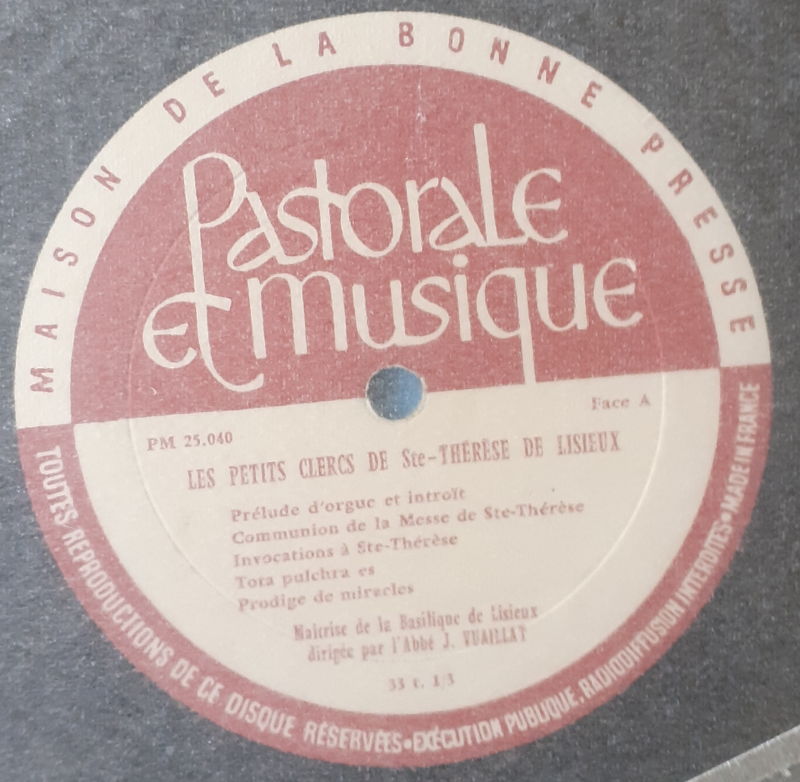 MAISON DE LA BONNE PRESSE
Pastorale
et musique
PM 25.040
Face A
LES PETITS CLERCS DE Ste-THÉRÈSE DE LISIEUX
Prélude d'orgue et introït
Communion de la Messe de Ste-Thérèse
Invocations à Ste-Thérèse
Tota pulchra es
Prodige de miracles
Maîtrise de la Basilique de Lisieux
dirigée par l'Abbé J. VUAILLAT
33 t. 1/3
TOUTES REPRODUCTIONS DE CE DISQUE RÉSERVÉES•EXÉCUTION PUBLIQUE, RADIODIFFUSION INTERDITES•MADE IN FRANCE